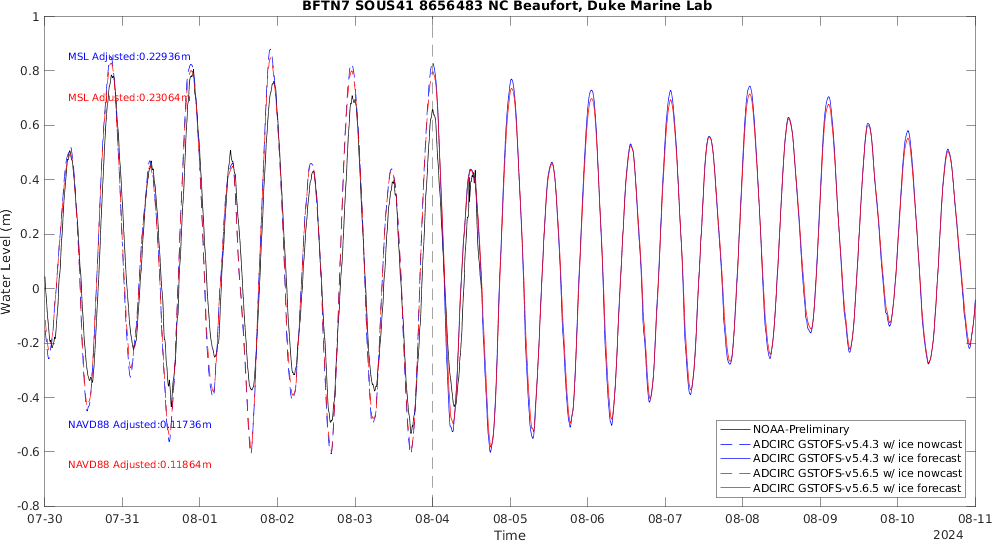 BFTN7 SOUS41 8656483 NC Beaufort, Duke Marine Lab
1
0.8
0.6
0.4
0.2
0
-0.2
-0.4
-0.6
-0.8
Water Level (m)
MSL Adjusted:0.22936m
MSL Adjusted:0.23064m
NAVD88 Adjusted:0.11736m
NAVD88 Adjusted:0.11864m
NOAA-Preliminary
ADCIRC GSTOFS-v5.4.3 w/ ice nowcast
ADCIRC GSTOFS-v5.4.3 w/ ice forecast
ADCIRC GSTOFS-v5.6.5 w/ ice nowcast
ADCIRC GSTOFS-v5.6.5 w/ ice forecast
07-30 07-31 08-01 08-02 08-03 08-04 08-05 08-06 08-07 08-08 08-09 08-10 08-11
Time
2024